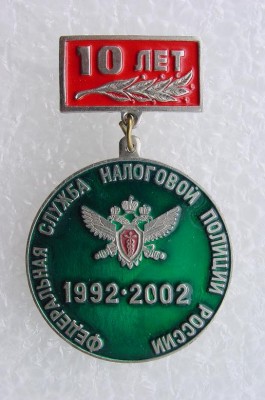 10 ЛЕТ
ФЕДЕРАЛЬНАЯ СЛУЖБА НАЛОГОВОЙ ПОЛИЦИИ РОССИИ
1992·2002